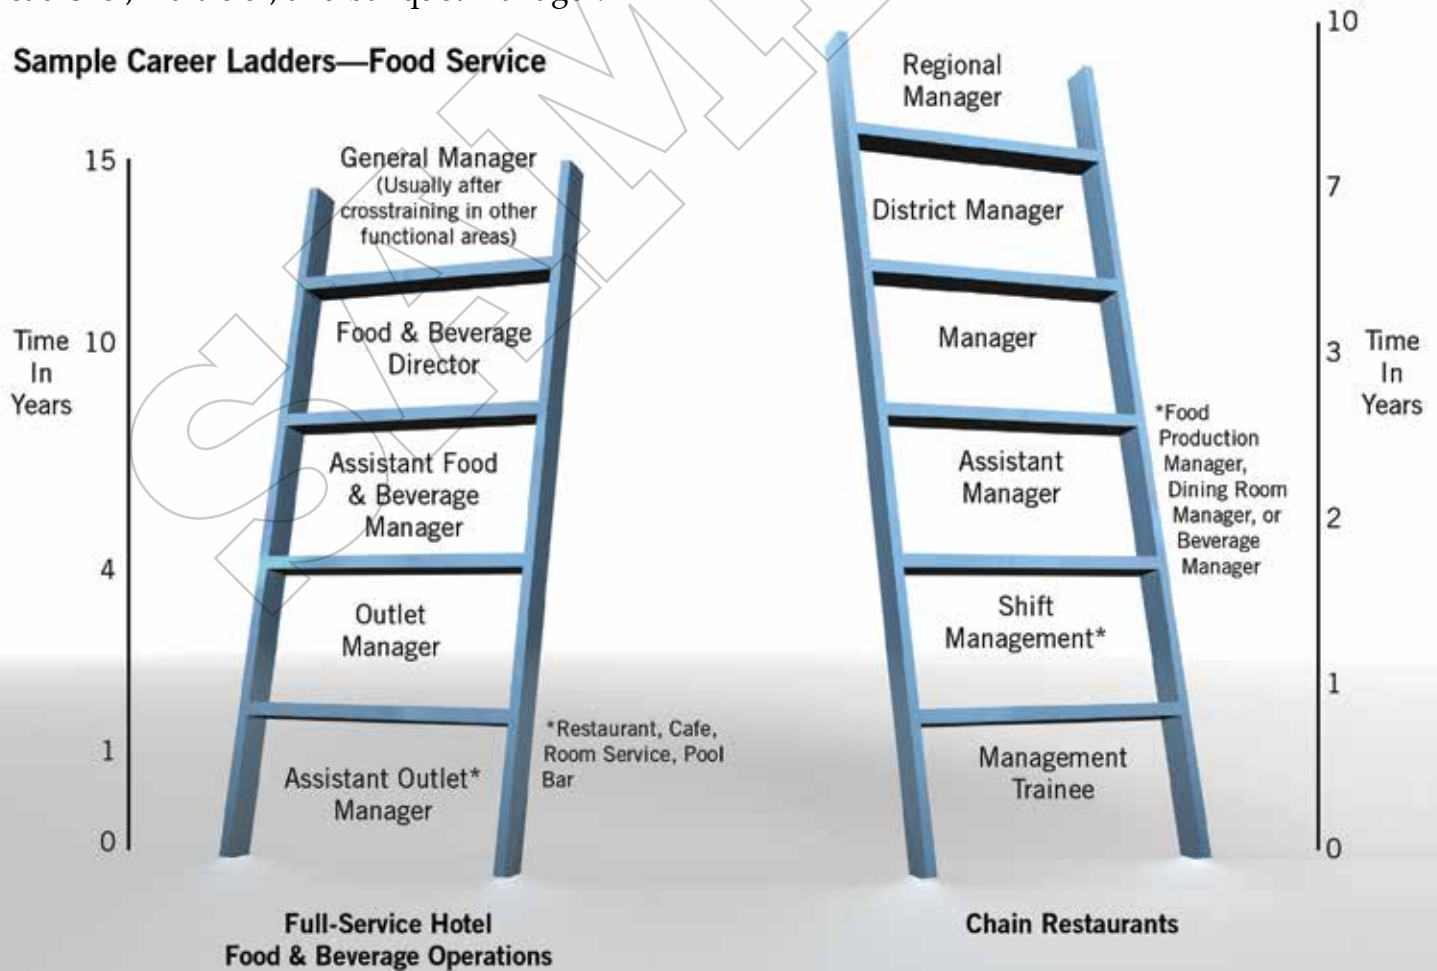 Sample Career Ladders—Food Service
15
10
4
1
0
Time
In
Years
General Manager
(Usually after
crosstraining in other
functional areas)
Food & Beverage
Director
Assistant Food
& Beverage
Manager
Outlet
Manager
Assistant Outlet*
Manager
*Restaurant, Cafe,
Room Service, Pool
Bar
Full-Service Hotel
Food & Beverage Operations
Regional
Manager
District Manager
Manager
Assistant
Manager
Shift
Management*
Management
Trainee
*Food
Production
Manager,
Dining Room
Manager, or
Beverage
Manager
Chain Restaurants
10
7
3
2
1
0
Time
In
Years